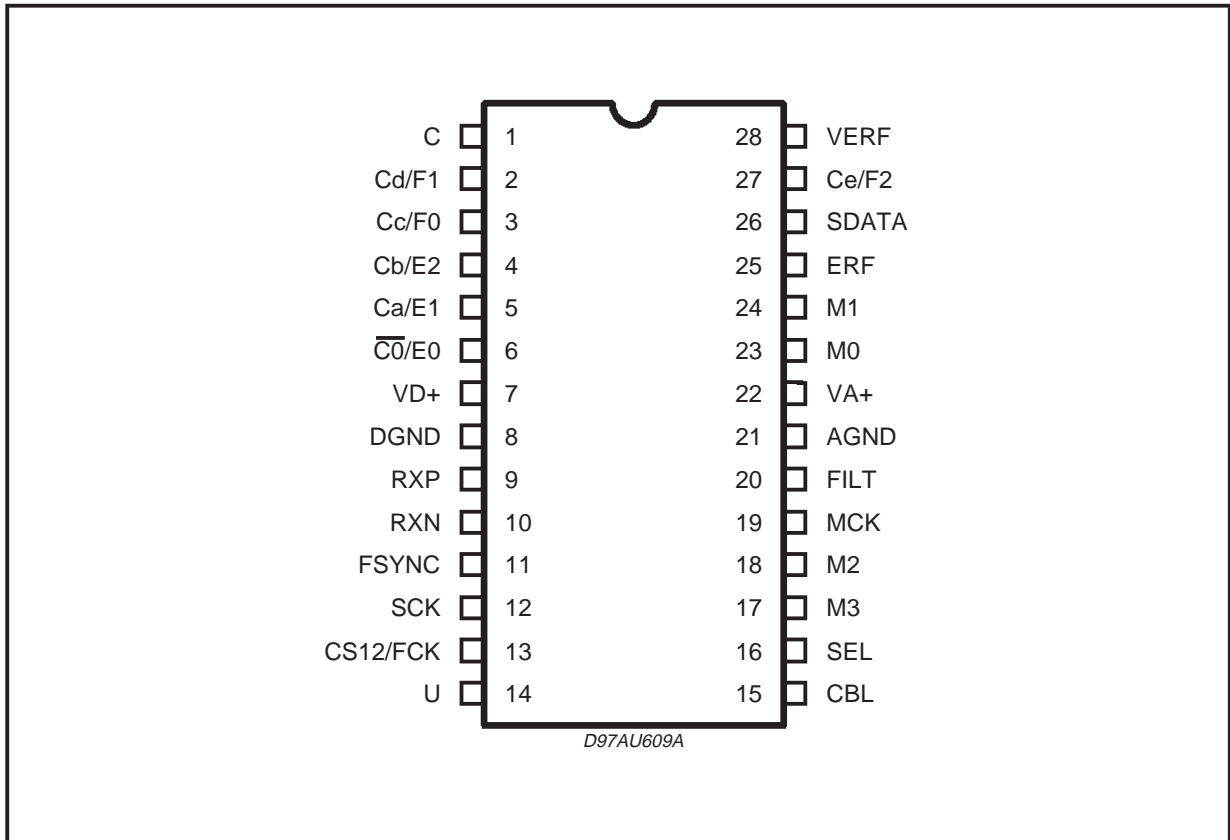 C 1 28 VERF
Cd/F1 2 27 Ce/F2
Cc/F0 3 26 SDATA
Cb/E2 4 25 ERF
Ca/E1 5 24 M1
C̅0̅/E0 6 23 M0
VD+ 7 22 VA+
DGND 8 21 AGND
RXP 9 20 FILT
RXN 10 19 MCK
FSYNC 11 18 M2
SCK 12 17 M3
CS12/FCK 13 16 SEL
U 14 15 CBL
D97AU609A